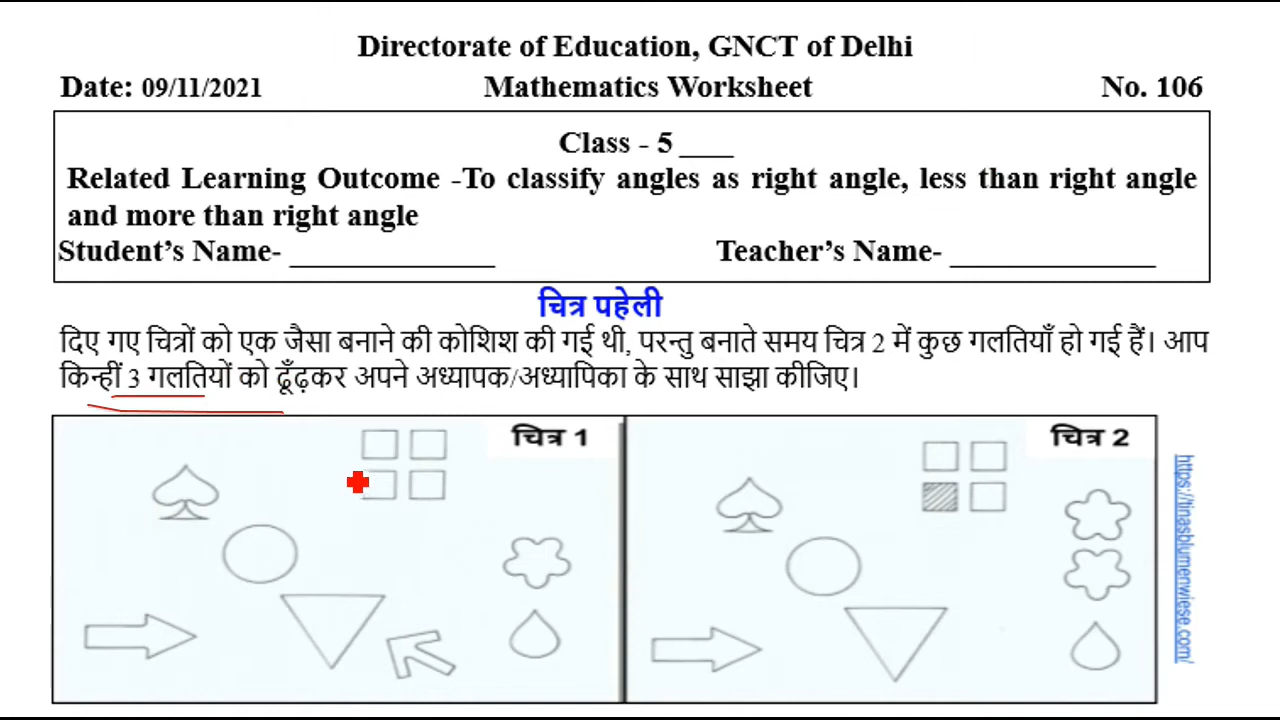 Directorate of Education, GNCT of Delhi
Date: 09/11/2021 Mathematics Worksheet No. 106
Class - 5 ____
Related Learning Outcome -To classify angles as right angle, less than right angle
and more than right angle
Student’s Name- ______________ Teacher’s Name- ______________
चित्र पहेली
दिए गए चित्रों को एक जैसा बनाने की कोशिश की गई थी, परन्तु बनाते समय चित्र 2 में कुछ गलतियाँ हो गई हैं। आप
किन्हीं 3 गलतियों को ढूँढ़कर अपने अध्यापक/अध्यापिका के साथ साझा कीजिए।
चित्र 1 चित्र 2
https://tinasblumenwiese.com/